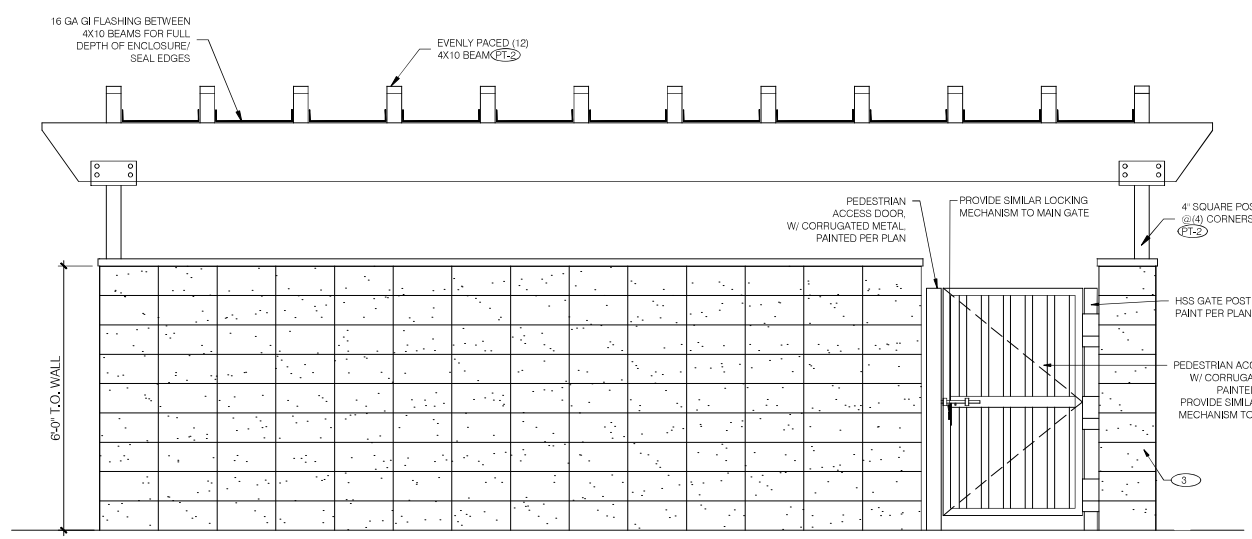 16 GA GI FLASHING BETWEEN
4X10 BEAMS FOR FULL
DEPTH OF ENCLOSURE/
SEAL EDGES
EVENLY PACED (12)
4X10 BEAM PT-2
PEDESTRIAN
ACCESS DOOR,
W/ CORRUGATED METAL,
PAINTED PER PLAN
PROVIDE SIMILAR LOCKING
MECHANISM TO MAIN GATE
4" SQUARE POS
@(4) CORNERS
PT-2
HSS GATE POST
PAINT PER PLAN
PEDESTRIAN ACC
W/ CORRUGA
PAINTE
PROVIDE SIMILA
MECHANISM TO
3
6'-0" T.O. WALL